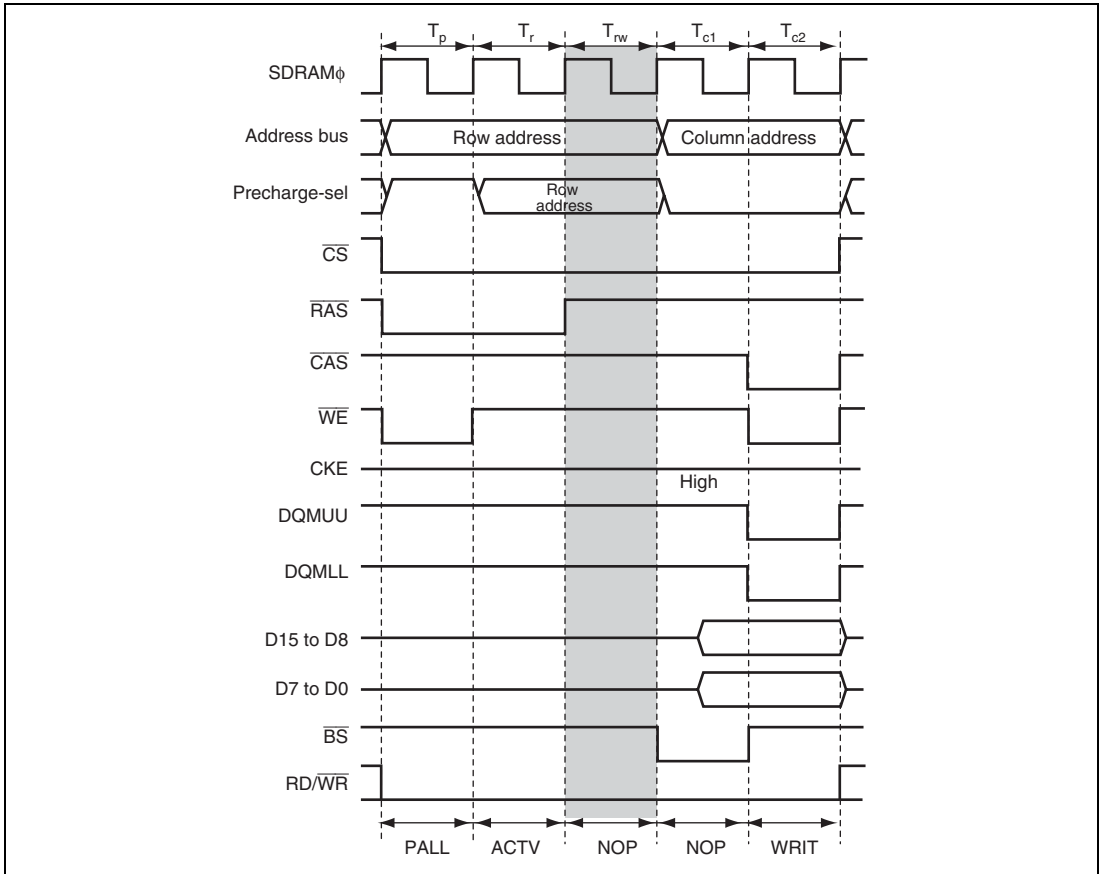 Tp Tr Trw Tc1 Tc2
SDRAMϕ
Address bus Row address Column address
Precharge-sel Row address
CS
RAS
CAS
WE
CKE
High
DQMUU
DQMLL
D15 to D8
D7 to D0
BS
RD/WR
PALL ACTV NOP NOP WRIT